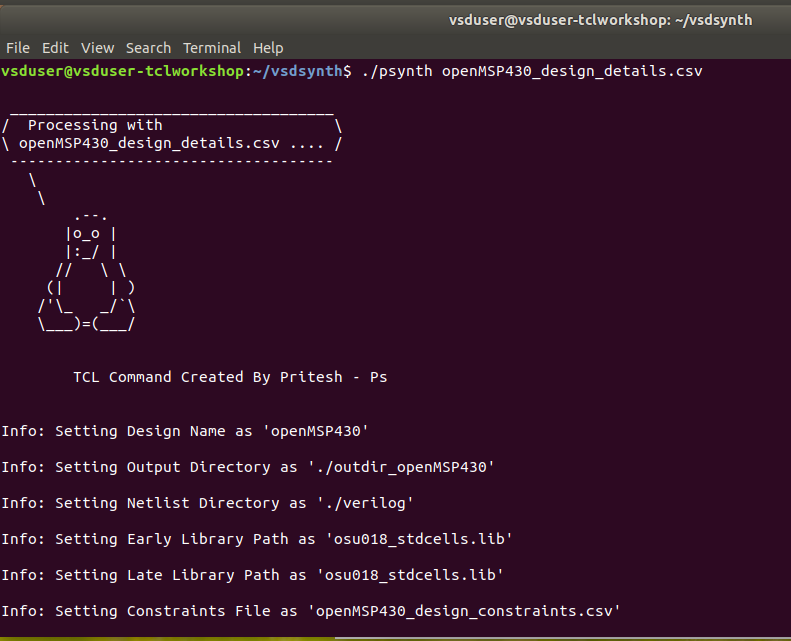 vsduser@vsduser-tclworkshop: ~/vsdsynth
File Edit View Search Terminal Help
vsduser@vsduser-tclworkshop:~/vsdsynth$ ./psynth openMSP430_design_details.csv
 ____________________________________
/  Processing with                   \
\ openMSP430_design_details.csv .... /
 ------------------------------------
   \
    \
        .--.
       |o_o |
       |:_/ |
      //   \ \
     (|     | )
    /'\_   _/`\
    \___)=(___/
TCL Command Created By Pritesh - Ps
Info: Setting Design Name as 'openMSP430'
Info: Setting Output Directory as './outdir_openMSP430'
Info: Setting Netlist Directory as './verilog'
Info: Setting Early Library Path as 'osu018_stdcells.lib'
Info: Setting Late Library Path as 'osu018_stdcells.lib'
Info: Setting Constraints File as 'openMSP430_design_constraints.csv'